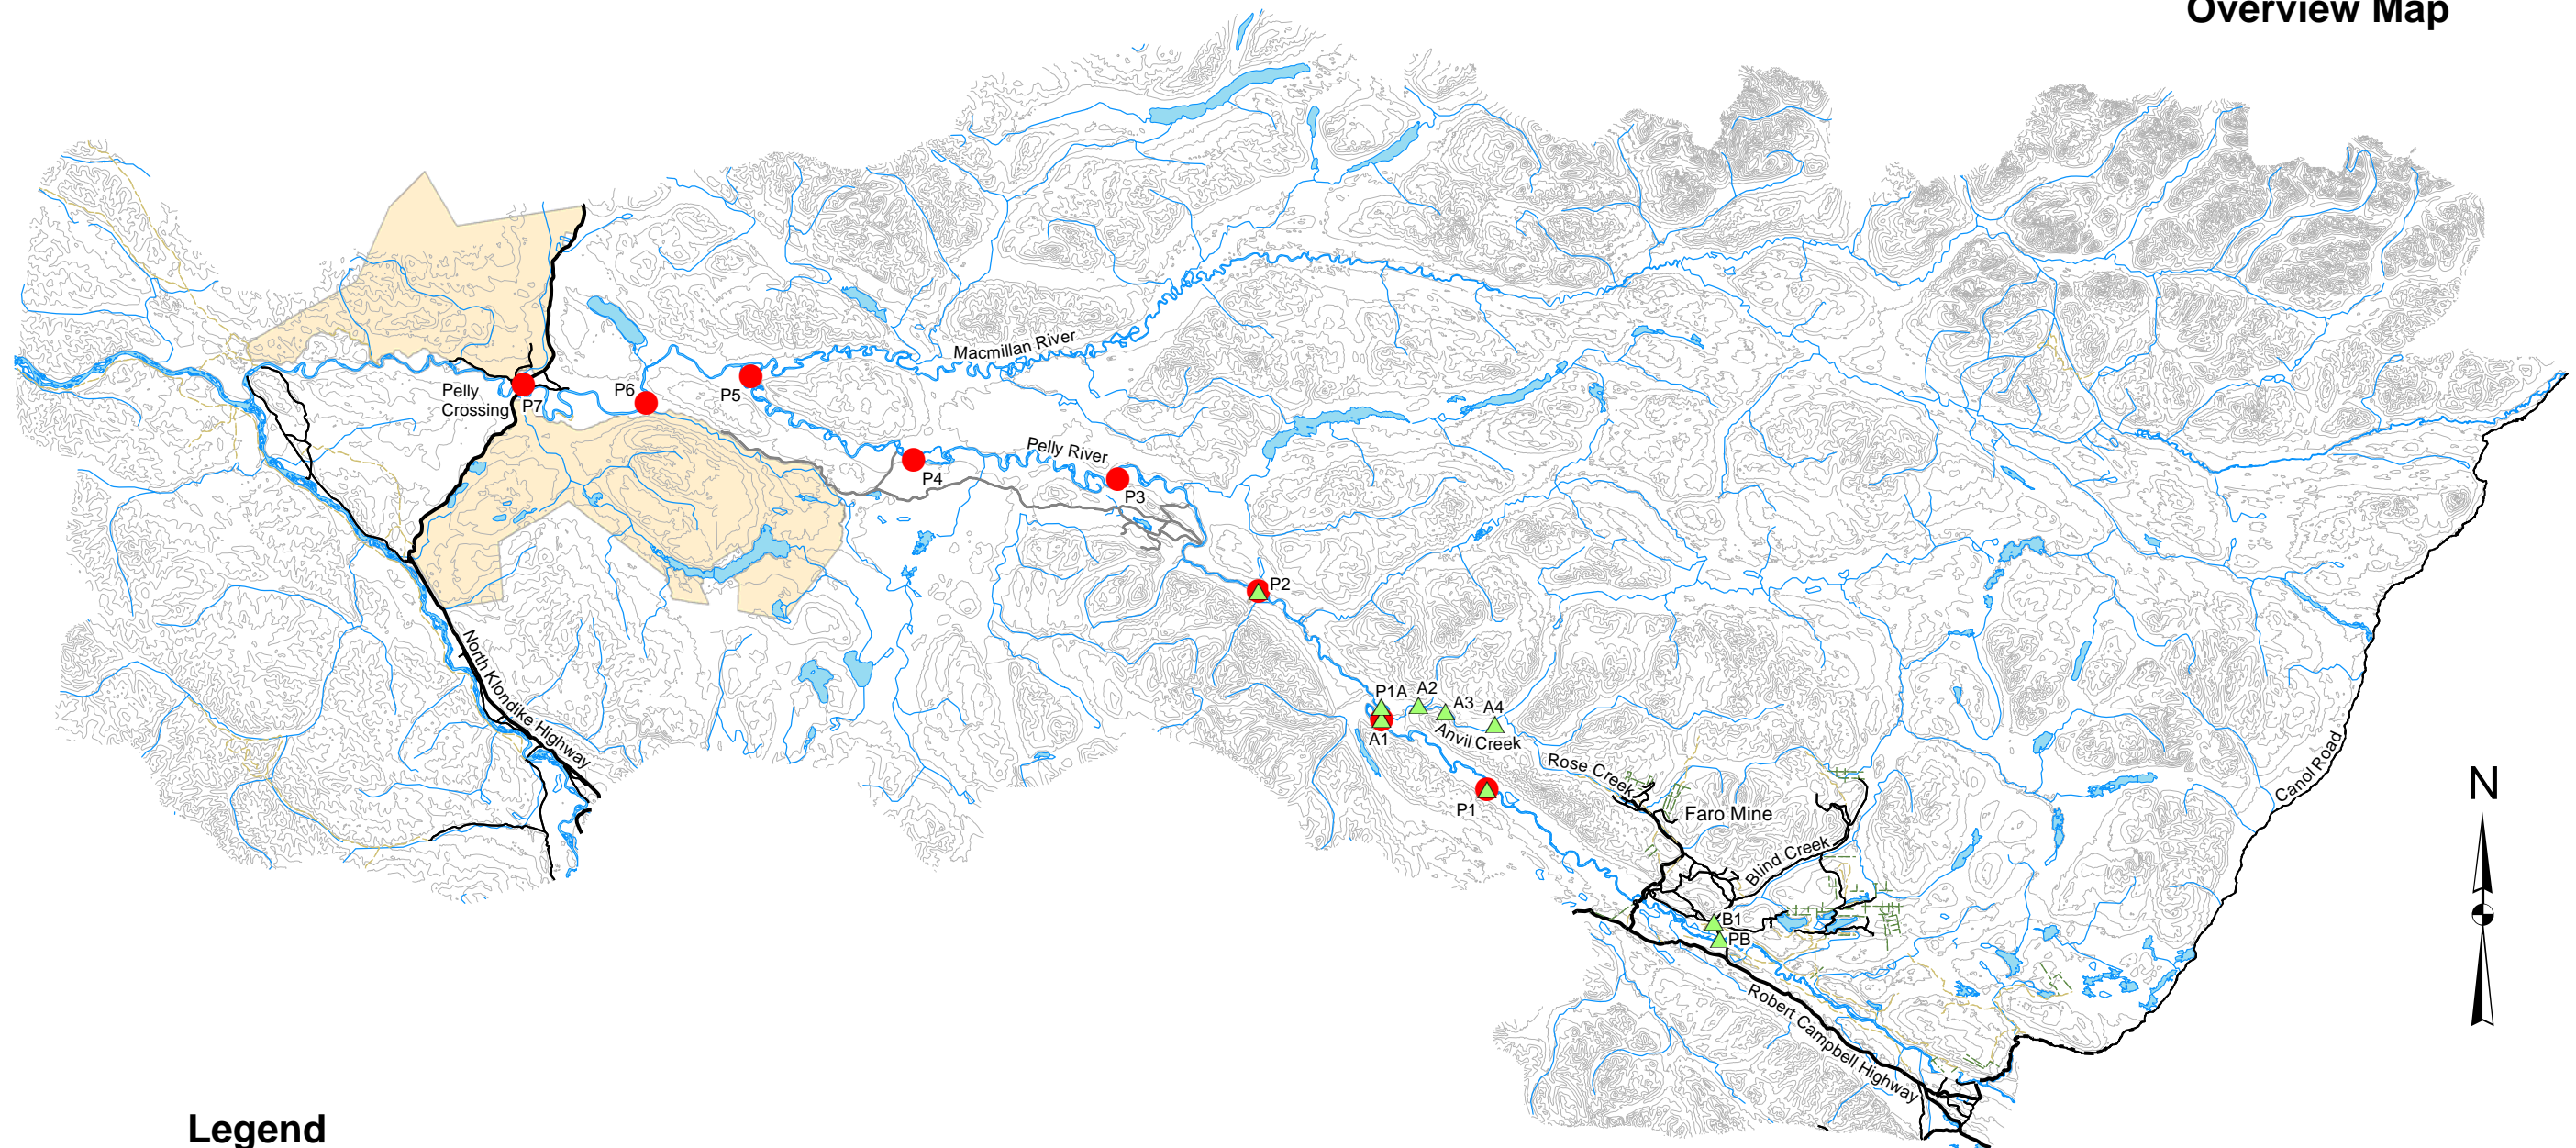 Overview Map
Macmillan River
Pelly
Crossing
P7
P6
P5
Pelly River
P4
P3
P2
North Klondike Highway
P1A
A2
A3
A4
A1
Anvil Creek
Rose Creek
P1
Faro Mine
Blind Creek
B1
PB
Robert Campbell Highway
Canol Road
N
Legend